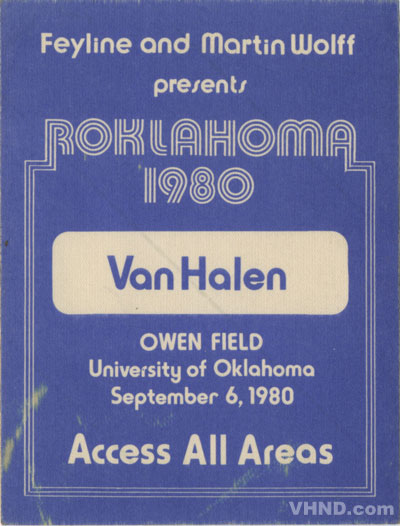 Feyline and Martin Wolff
presents
ROKLAHOMA
1980
Van Halen
OWEN FIELD
University of Oklahoma
September 6, 1980
Access All Areas
VHND.com